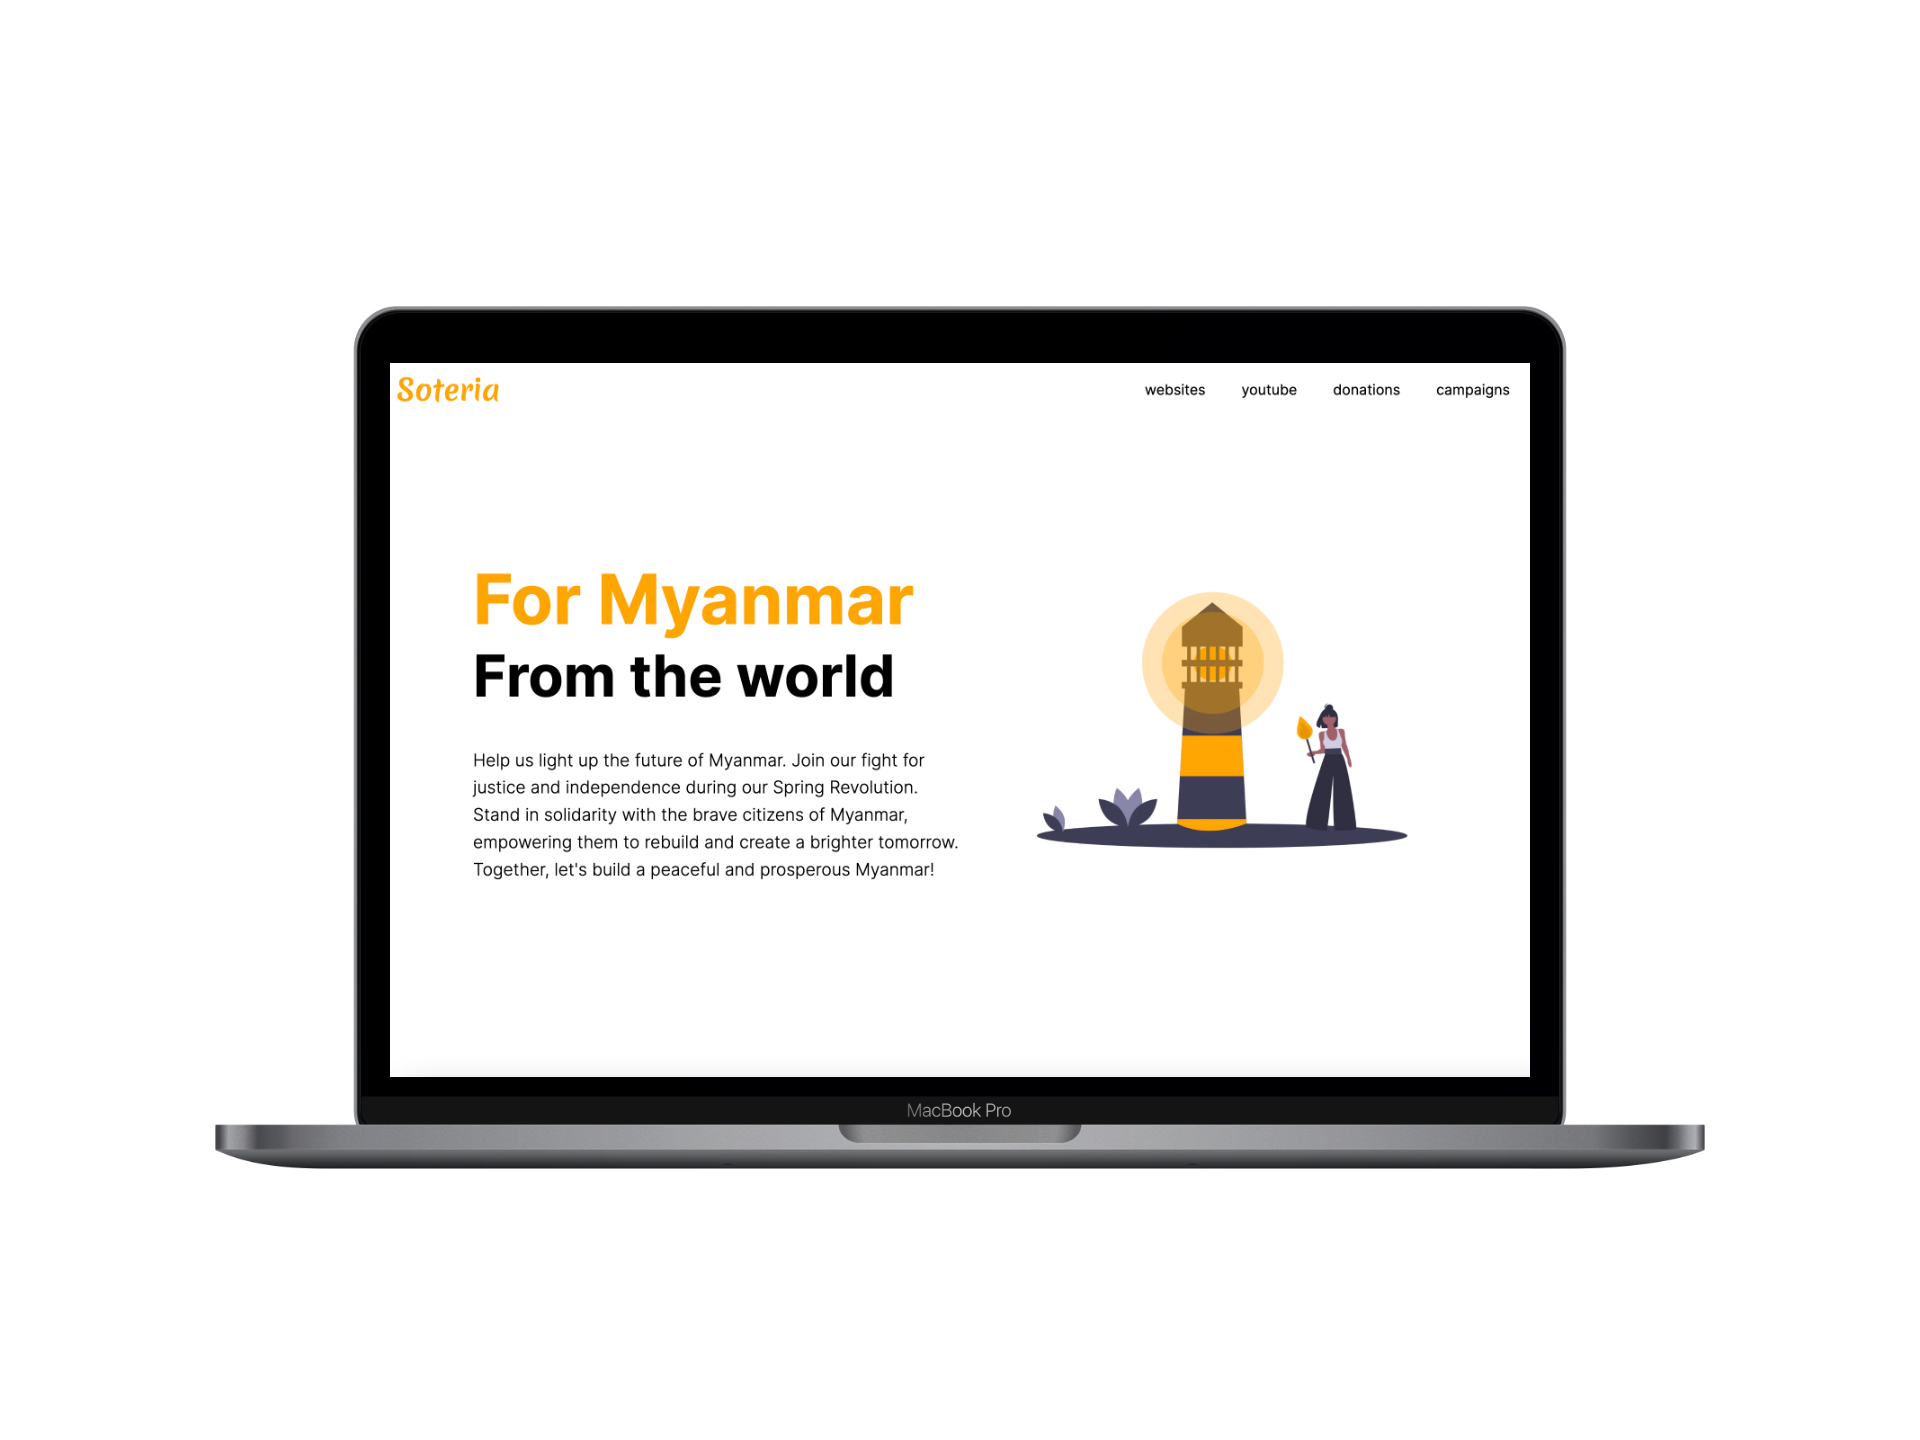 Soteria
websites youtube donations campaigns
For Myanmar
From the world
Help us light up the future of Myanmar. Join our fight for
justice and independence during our Spring Revolution.
Stand in solidarity with the brave citizens of Myanmar,
empowering them to rebuild and create a brighter tomorrow.
Together, let's build a peaceful and prosperous Myanmar!
MacBook Pro